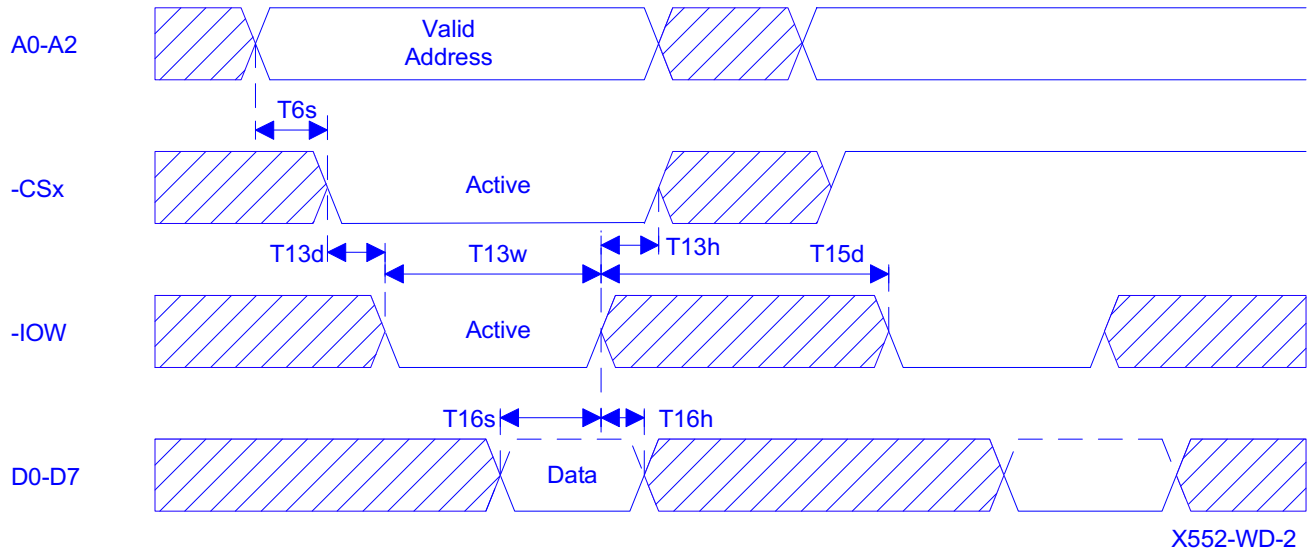 A0-A2
Valid
Address
T6s
-CSx
Active
T13d
T13w
T13h
T15d
-IOW
Active
T16s
T16h
D0-D7
Data
X552-WD-2